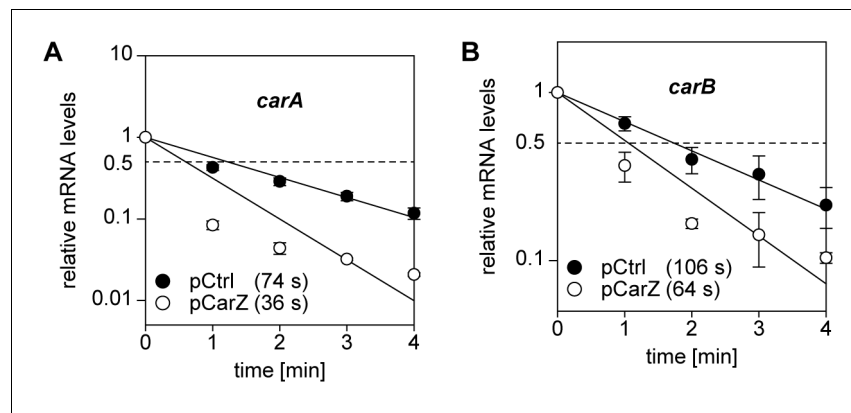 A
carA
relative mRNA levels
10
1
0.5
0.1
0.01
pCtrl (74 s)
pCarZ (36 s)
0 1 2 3 4
time [min]
B
carB
relative mRNA levels
1
0.5
0.1
pCtrl (106 s)
pCarZ (64 s)
0 1 2 3 4
time [min]